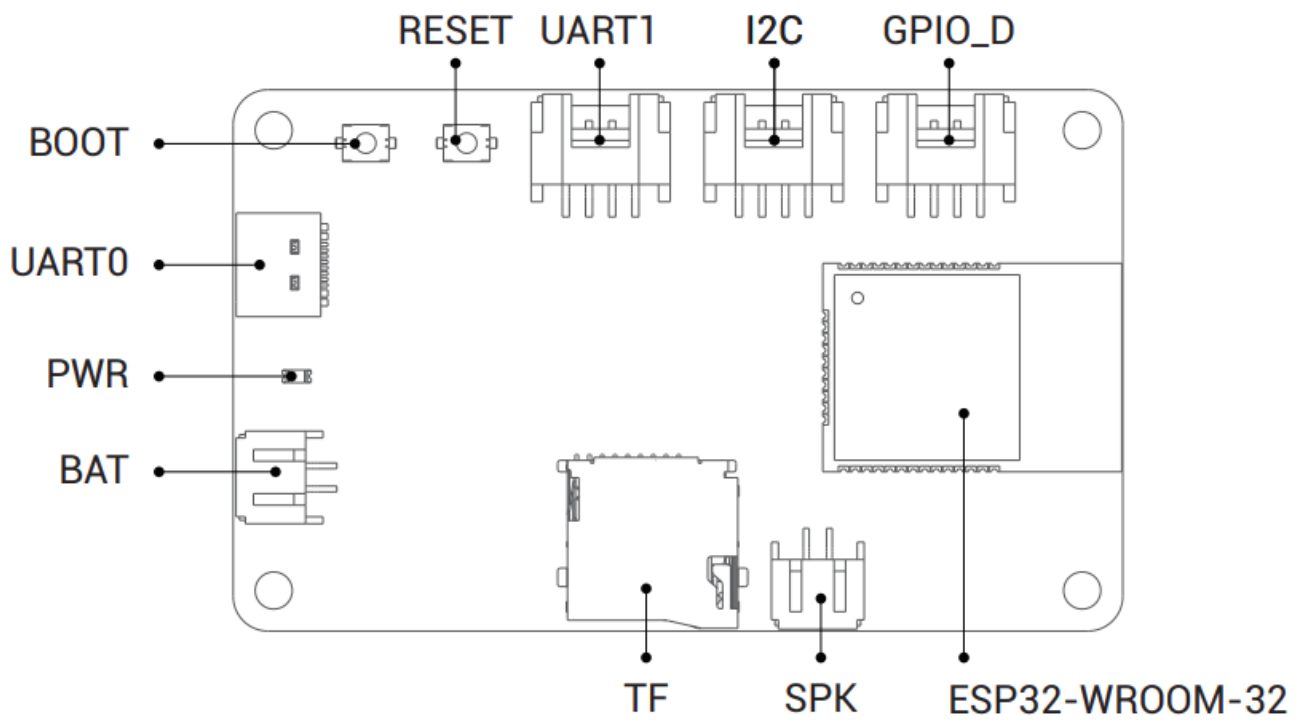 RESET UART1 I2C GPIO_D
BOOT
UART0
PWR
BAT
TF SPK ESP32-WROOM-32